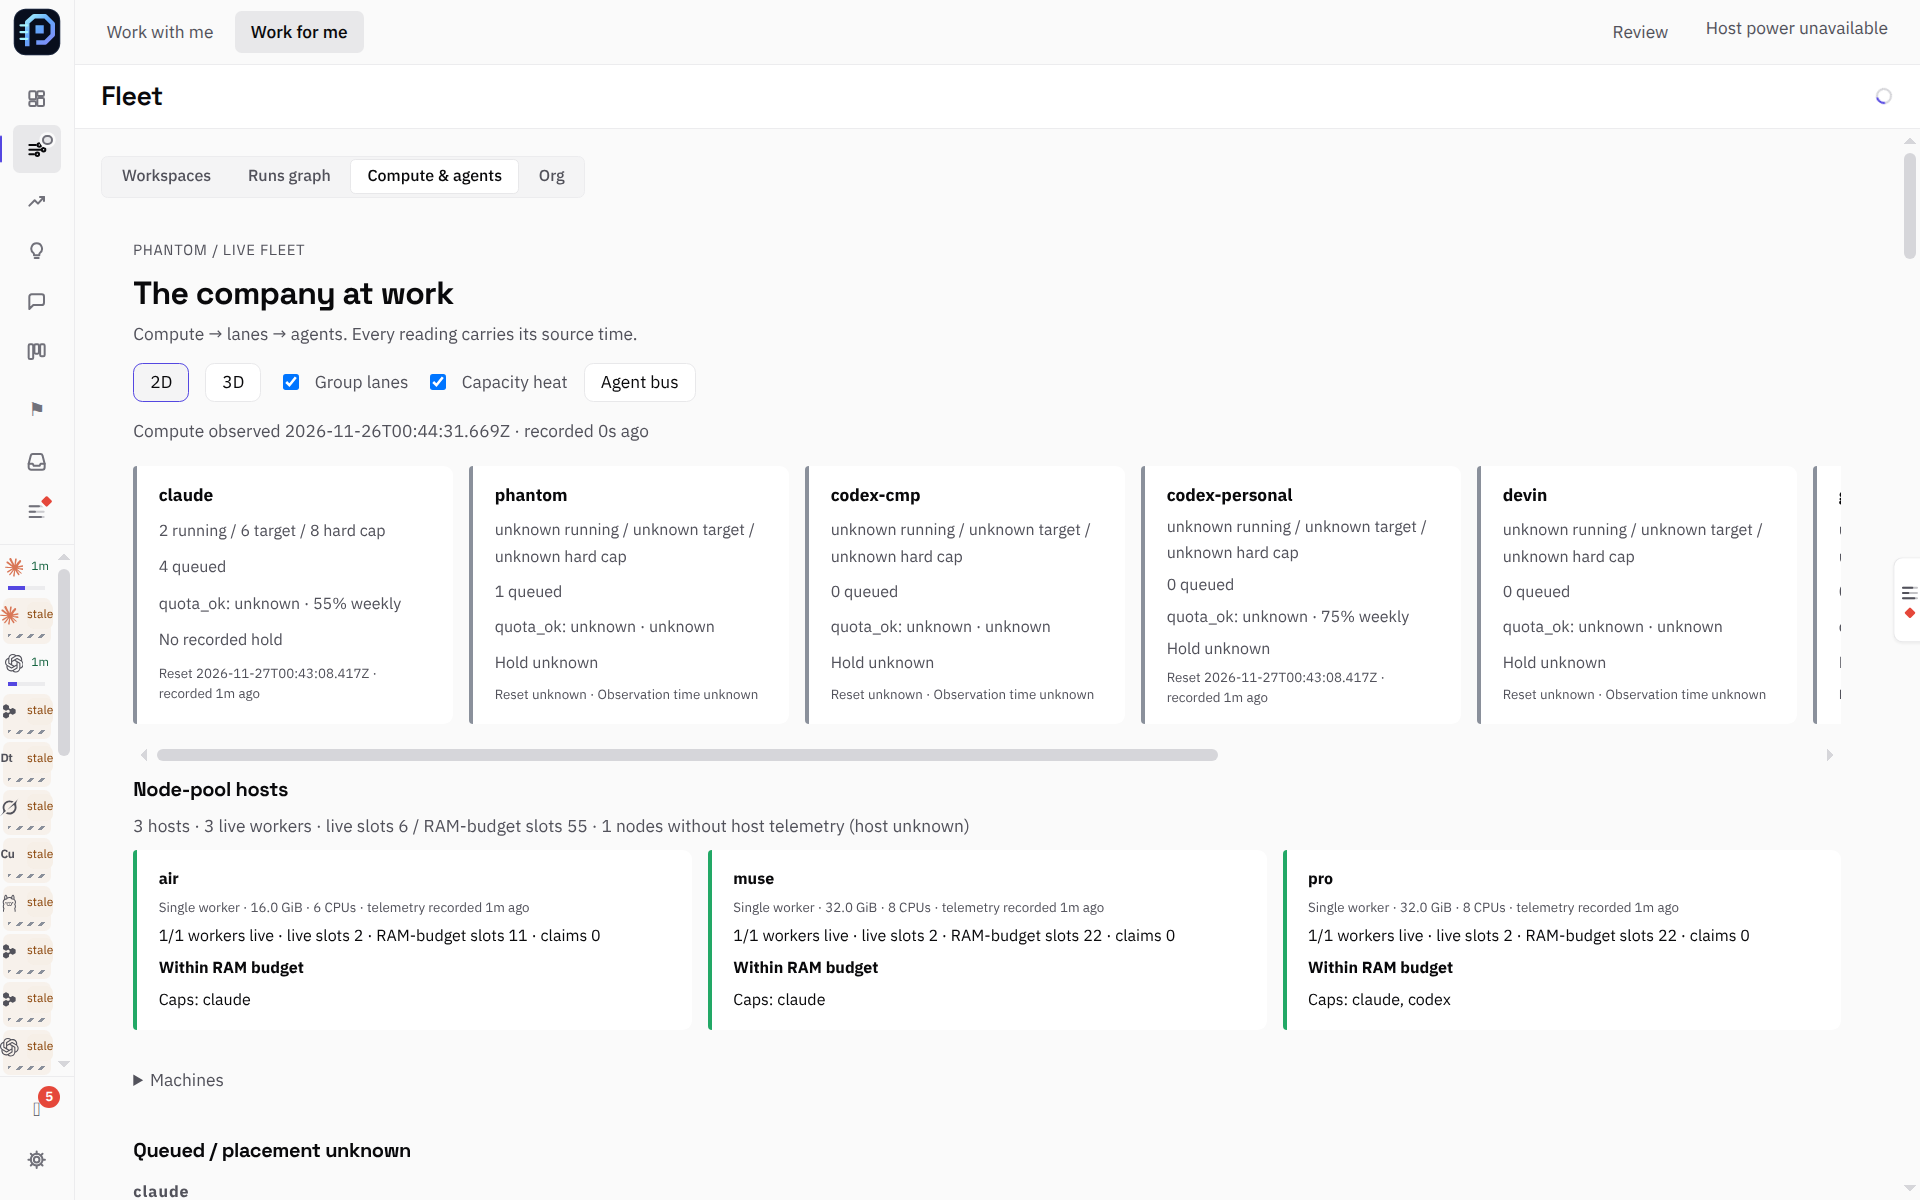 Work with me
Work for me
Review
Host power unavailable
Fleet
Workspaces
Runs graph
Compute & agents
Org
PHANTOM / LIVE FLEET
The company at work
Compute → lanes → agents. Every reading carries its source time.
2D
3D
Group lanes
Capacity heat
Agent bus
Compute observed 2026-11-26T00:44:31.669Z · recorded 0s ago
claude
2 running / 6 target / 8 hard cap
4 queued
quota_ok: unknown · 55% weekly
No recorded hold
Reset 2026-11-27T00:43:08.417Z ·
recorded 1m ago
phantom
unknown running / unknown target /
unknown hard cap
1 queued
quota_ok: unknown · unknown
Hold unknown
Reset unknown · Observation time unknown
codex-cmp
unknown running / unknown target /
unknown hard cap
0 queued
quota_ok: unknown · unknown
Hold unknown
Reset unknown · Observation time unknown
codex-personal
unknown running / unknown target /
unknown hard cap
0 queued
quota_ok: unknown · 75% weekly
Hold unknown
Reset 2026-11-27T00:43:08.417Z ·
recorded 1m ago
devin
unknown running / unknown target /
unknown hard cap
0 queued
quota_ok: unknown · unknown
Hold unknown
Reset unknown · Observation time unknown
Node-pool hosts
3 hosts · 3 live workers · live slots 6 / RAM-budget slots 55 · 1 nodes without host telemetry (host unknown)
air
Single worker · 16.0 GiB · 6 CPUs · telemetry recorded 1m ago
1/1 workers live · live slots 2 · RAM-budget slots 11 · claims 0
Within RAM budget
Caps: claude
muse
Single worker · 32.0 GiB · 8 CPUs · telemetry recorded 1m ago
1/1 workers live · live slots 2 · RAM-budget slots 22 · claims 0
Within RAM budget
Caps: claude
pro
Single worker · 32.0 GiB · 8 CPUs · telemetry recorded 1m ago
1/1 workers live · live slots 2 · RAM-budget slots 22 · claims 0
Within RAM budget
Caps: claude, codex
Machines
Queued / placement unknown
claude
1m
stale
1m
stale
Dt stale
stale
Cu stale
stale
stale
stale
stale
5